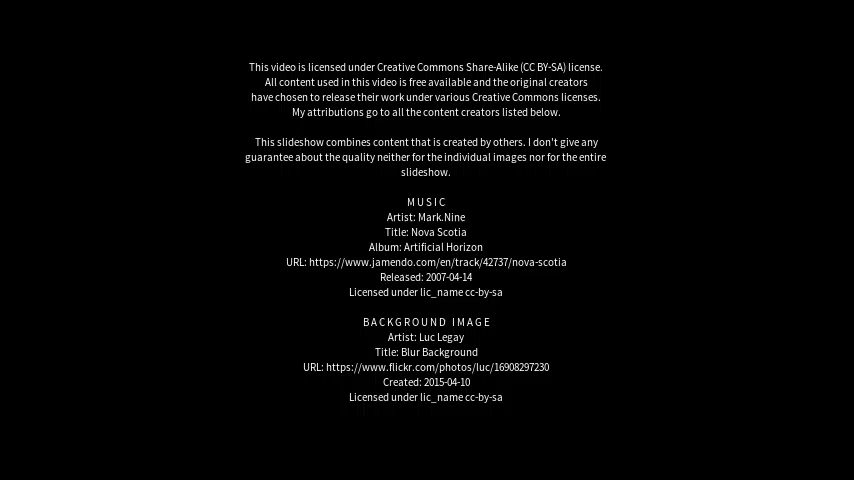 This video is licensed under Creative Commons Share-Alike (CC BY-SA) license.
All content used in this video is free available and the original creators
have chosen to release their work under various Creative Commons licenses.
My attributions go to all the content creators listed below.
This slideshow combines content that is created by others. I don't give any
guarantee about the quality neither for the individual images nor for the entire
slideshow.
MUSIC
Artist: Mark.Nine
Title: Nova Scotia
Album: Artificial Horizon
URL: https://www.jamendo.com/en/track/42737/nova-scotia
Released: 2007-04-14
Licensed under lic_name cc-by-sa
BACKGROUND IMAGE
Artist: Luc Legay
Title: Blur Background
URL: https://www.flickr.com/photos/luc/16908297230
Created: 2015-04-10
Licensed under lic_name cc-by-sa